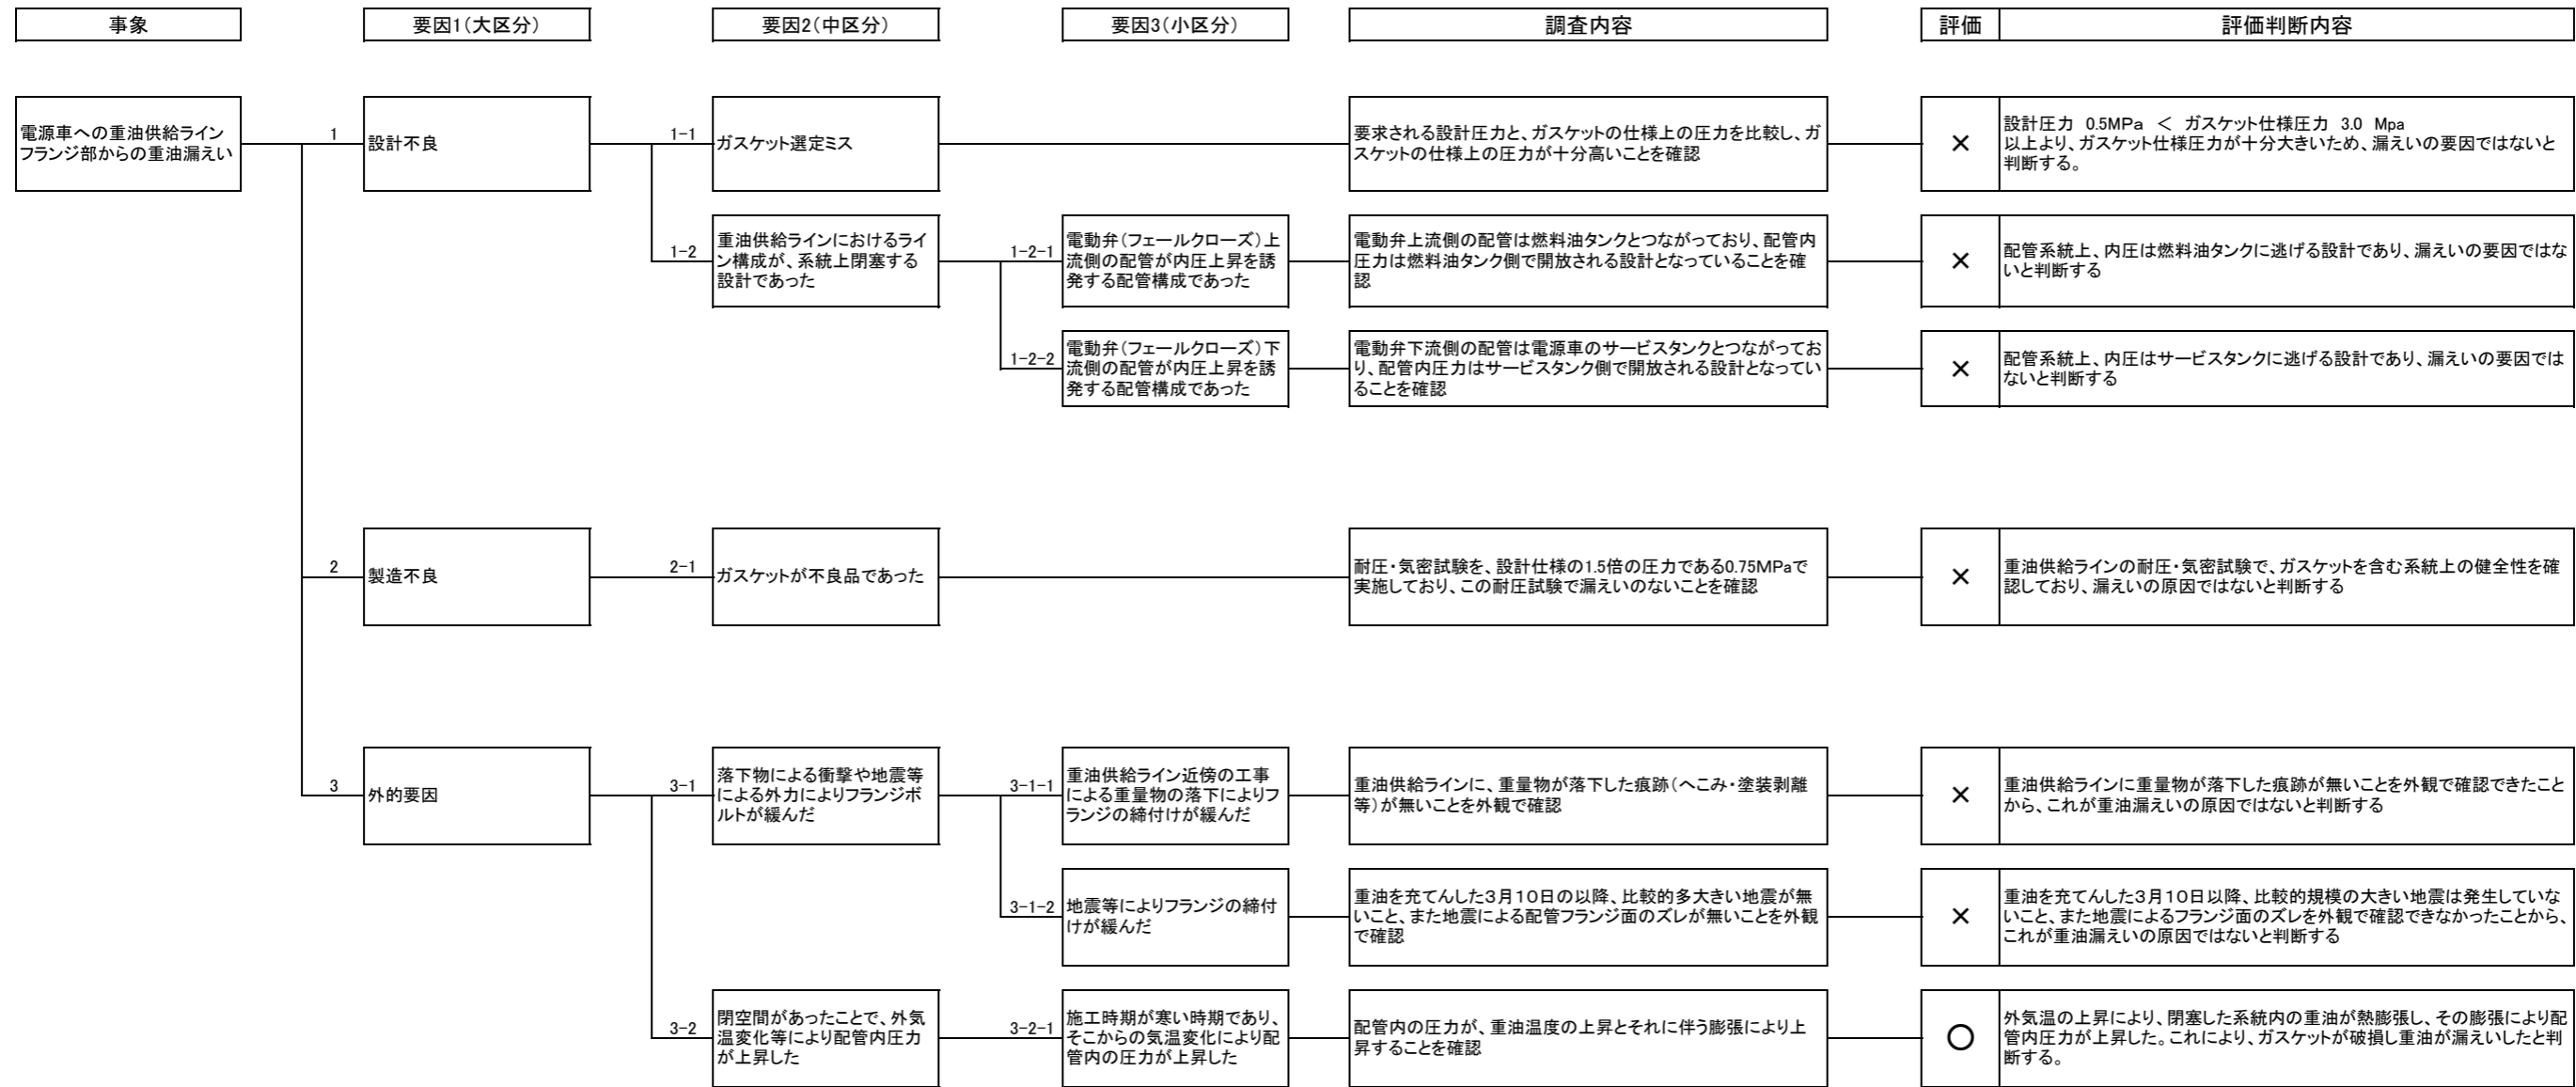 事象
要因1(大区分)
要因2(中区分)
要因3(小区分)
調査内容
評価
評価判断内容
電源車への重油供給ライン
フランジ部からの重油漏えい
1
設計不良
1-1
ガスケット選定ミス
要求される設計圧力と、ガスケットの仕様上の圧力を比較し、ガ
スケットの仕様上の圧力が十分高いことを確認
×
設計圧力 0.5MPa < ガスケット仕様圧力 3.0 Mpa
以上より、ガスケット仕様圧力が十分大きいため、漏えいの要因ではないと
判断する。
1-2
重油供給ラインにおけるライ
ン構成が、系統上閉塞する
設計であった
1-2-1
電動弁(フェールクローズ)上
流側の配管が内圧上昇を誘
発する配管構成であった
電動弁上流側の配管は燃料油タンクとつながっており、配管内
圧力は燃料油タンク側で開放される設計となっていることを確
認
×
配管系統上、内圧は燃料油タンクに逃げる設計であり、漏えいの要因ではな
いと判断する
1-2-2
電動弁(フェールクローズ)下
流側の配管が内圧上昇を誘
発する配管構成であった
電動弁下流側の配管は電源車のサービスタンクとつながってお
り、配管内圧力はサービスタンク側で開放される設計となってい
ることを確認
×
配管系統上、内圧はサービスタンクに逃げる設計であり、漏えいの要因では
ないと判断する
2
製造不良
2-1
ガスケットが不良品であった
耐圧・気密試験を、設計仕様の1.5倍の圧力である0.75MPaで
実施しており、この耐圧試験で漏えいのないことを確認
×
重油供給ラインの耐圧・気密試験で、ガスケットを含む系統上の健全性を確
認しており、漏えいの原因ではないと判断する
3
外的要因
3-1
落下物による衝撃や地震等
による外力によりフランジボ
ルトが緩んだ
3-1-1
重油供給ライン近傍の工事
による重量物の落下によりフ
ランジの締付けが緩んだ
重油供給ラインに、重量物が落下した痕跡(へこみ・塗装剥離
等)が無いことを外観で確認
×
重油供給ラインに重量物が落下した痕跡が無いことを外観で確認できたこと
から、これが重油漏えいの原因ではないと判断する
3-1-2
地震等によりフランジの締付
けが緩んだ
重油を充てんした3月10日の以降、比較的多大きい地震が無
いこと、また地震による配管フランジ面のズレが無いことを外観
で確認
×
重油を充てんした3月10日以降、比較的規模の大きい地震は発生していな
いこと、また地震によるフランジ面のズレを外観で確認できなかったことから、
これが重油漏えいの原因ではないと判断する
3-2
閉空間があったことで、外気
温変化等により配管内圧力
が上昇した
3-2-1
施工時期が寒い時期であり、
そこからの気温変化により配
管内の圧力が上昇した
配管内の圧力が、重油温度の上昇とそれに伴う膨張により上
昇することを確認
○
外気温の上昇により、閉塞した系統内の重油が熱膨張し、その膨張により配
管内圧力が上昇した。これにより、ガスケットが破損し重油が漏えいしたと判
断する。